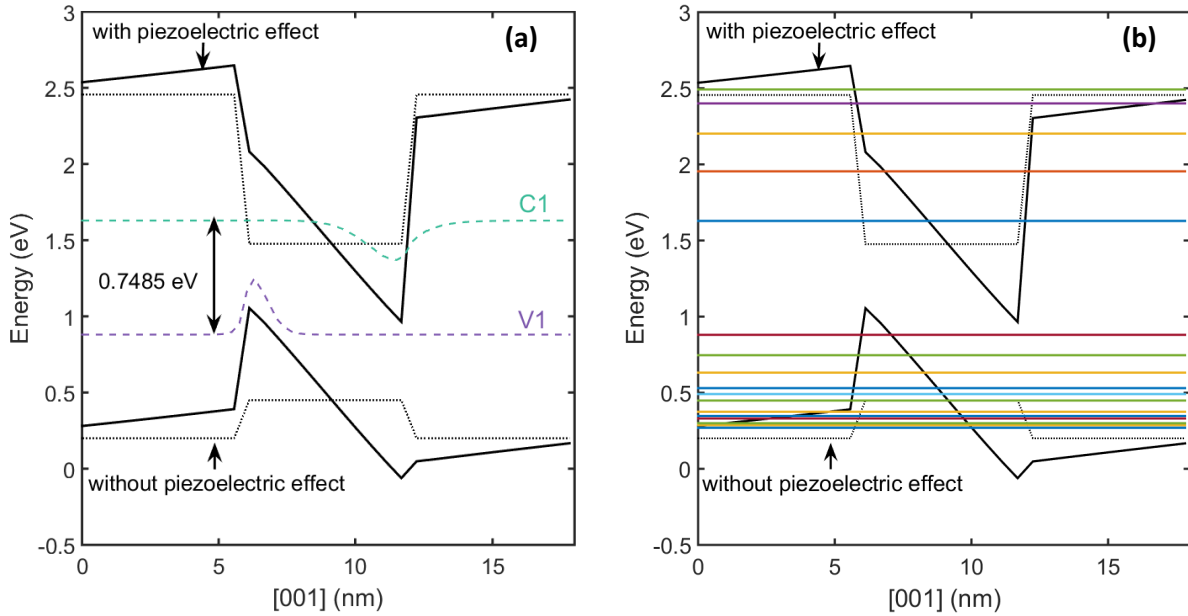 (a)
with piezoelectric effect
C1
0.7485 eV
V1
without piezoelectric effect
Energy (eV)
3
2.5
2
1.5
1
0.5
0
-0.5
0
5
10
15
[001] (nm)
(b)
with piezoelectric effect
without piezoelectric effect
Energy (eV)
3
2.5
2
1.5
1
0.5
0
-0.5
0
5
10
15
[001] (nm)